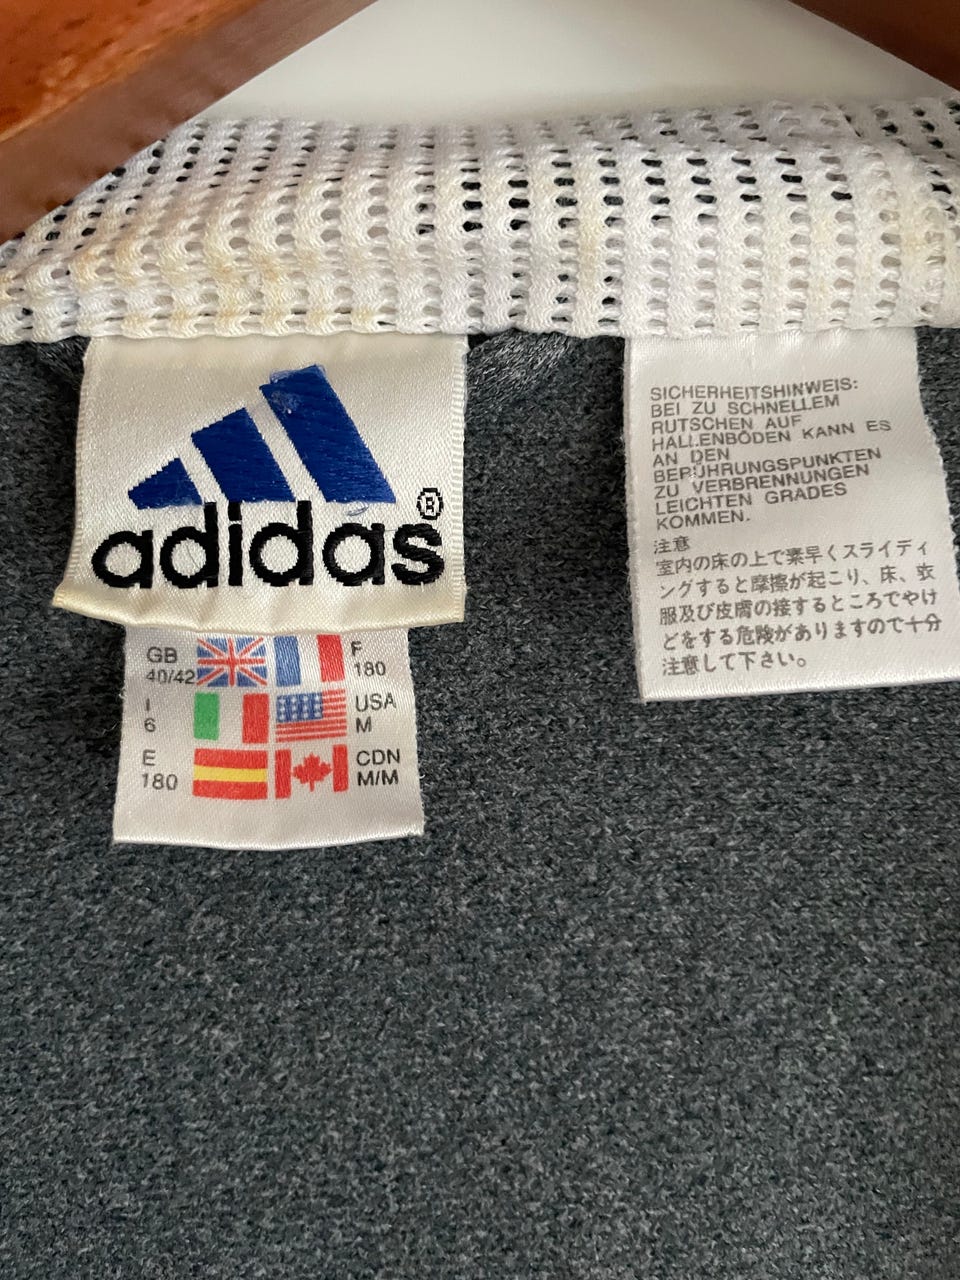 adidas®
GB
40/42
F
180
I
6
USA
M
E
180
CDN
M/M
SICHERHEITSHINWEIS:
BEI ZU SCHNELLEM
RUTSCHEN AUF
HALLENBÖDEN KANN ES
AN DEN
BERÜHRUNGSPUNKTEN
ZU VERBRENNUNGEN
LEICHTEN GRADES
KOMMEN.
注意
室内の床の上で素早くスライディ
ングすると摩擦が起こり、床、衣
服及び皮膚の接するところでやけ
どをする危険がありますので十分
注意して下さい。